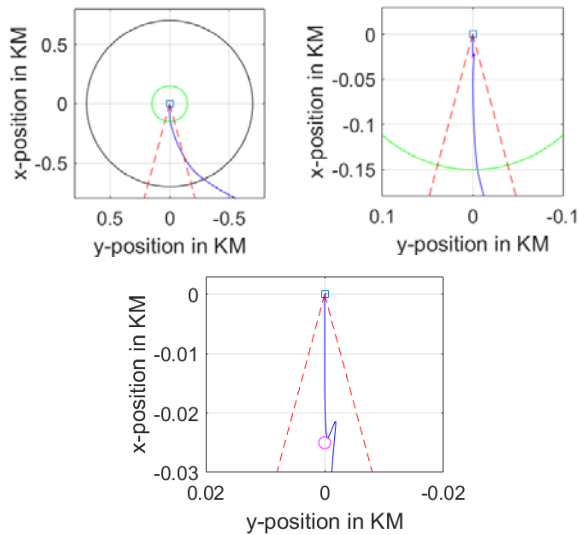 x-position in KM
0.5
0
-0.5
0.5 0 -0.5
y-position in KM
x-position in KM
0
-0.05
-0.1
-0.15
0.1 0 -0.1
y-position in KM
x-position in KM
0
-0.01
-0.02
-0.03
0.02 0 -0.02
y-position in KM